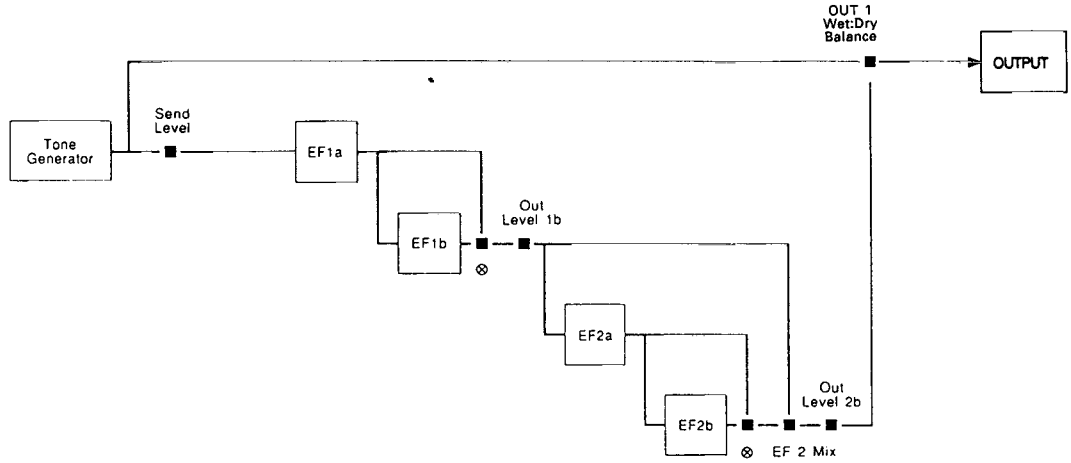 OUT 1
Wet:Dry
Balance
OUTPUT
Send
Level
Tone
Generator
EF1a
Out
Level 1b
EF1b
EF2a
Out
Level 2b
EF2b
EF 2 Mix